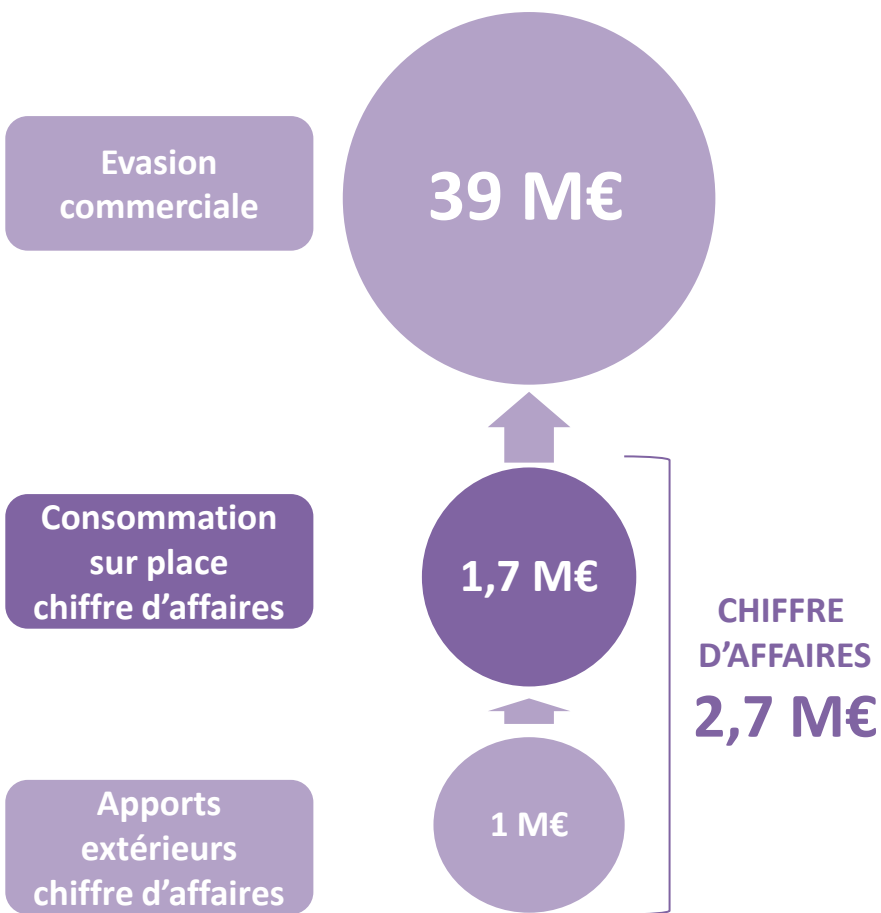 Evasion
commerciale
39 M€
Consommation
sur place
chiffre d'affaires
1,7 M€
CHIFFRE
D'AFFAIRES
2,7 M€
Apports
extérieurs
chiffre d'affaires
1 M€